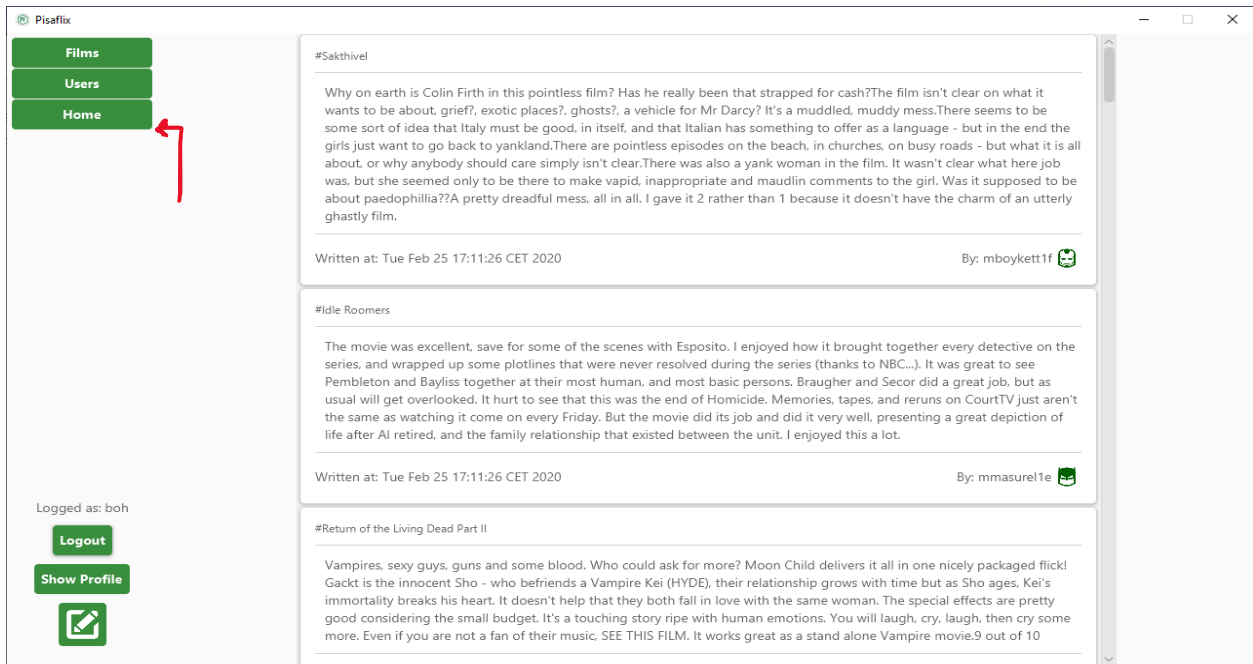 Pisaflix
Films
Users
Home
#Sakthivel
Why on earth is Colin Firth in this pointless film? Has he really been that strapped for cash?The film isn't clear on what it
wants to be about, grief?, exotic places?, ghosts?, a vehicle for Mr Darcy? It's a muddled, muddy mess.There seems to be
some sort of idea that Italy must be good, in itself, and that Italian has something to offer as a language - but in the end the
girls just want to go back to yankland.There are pointless episodes on the beach, in churches, on busy roads - but what it is all
about, or why anybody should care simply isn't clear.There was also a yank woman in the film. It wasn't clear what here job
was, but she seemed only to be there to make vapid, inappropriate and maudlin comments to the girl. Was it supposed to be
about paedophillia??A pretty dreadful mess, all in all. I gave it 2 rather than 1 because it doesn't have the charm of an utterly
ghastly film.
Written at: Tue Feb 25 17:11:26 CET 2020
By: mboykett1f
#Idle Roomers
The movie was excellent, save for some of the scenes with Esposito. I enjoyed how it brought together every detective on the
series, and wrapped up some plotlines that were never resolved during the series (thanks to NBC...). It was great to see
Pembleton and Bayliss together at their most human, and most basic persons. Braugher and Secor did a great job, but as
usual will get overlooked. It hurt to see that this was the end of Homicide. Memories, tapes, and reruns on CourtTV just aren't
the same as watching it come on every Friday. But the movie did its job and did it very well, presenting a great depiction of
life after Al retired, and the family relationship that existed between the unit. I enjoyed this a lot.
Written at: Tue Feb 25 17:11:26 CET 2020
By: mmasurel1e
#Return of the Living Dead Part II
Vampires, sexy guys, guns and some blood. Who could ask for more? Moon Child delivers it all in one nicely packaged flick!
Gackt is the innocent Sho - who befriends a Vampire Kei (HYDE), their relationship grows with time but as Sho ages, Kei's
immortality breaks his heart. It doesn't help that they both fall in love with the same woman. The special effects are pretty
good considering the small budget. It's a touching story ripe with human emotions. You will laugh, cry, laugh, then cry some
more. Even if you are not a fan of their music, SEE THIS FILM. It works great as a stand alone Vampire movie.9 out of 10
Logged as: boh
Logout
Show Profile